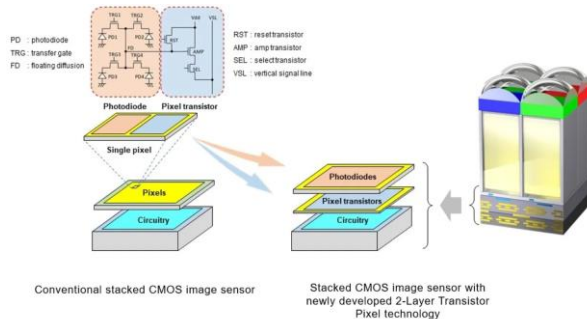 TRG1
TRG2
VDD
VSL
PD1
PD2
RST
FD
TRG3
TRG4
AMP
SEL
PD3
PD4
PD : photodiode
TRG : transfer gate
FD : floating diffusion
RST : reset transistor
AMP : amp transistor
SEL : select transistor
VSL : vertical signal line
Photodiode
Pixel transistor
Single pixel
Pixels
Circuitry
Photodiodes
Pixel transistors
Circuitry
Conventional stacked CMOS image sensor
Stacked CMOS image sensor with
newly developed 2-Layer Transistor
Pixel technology